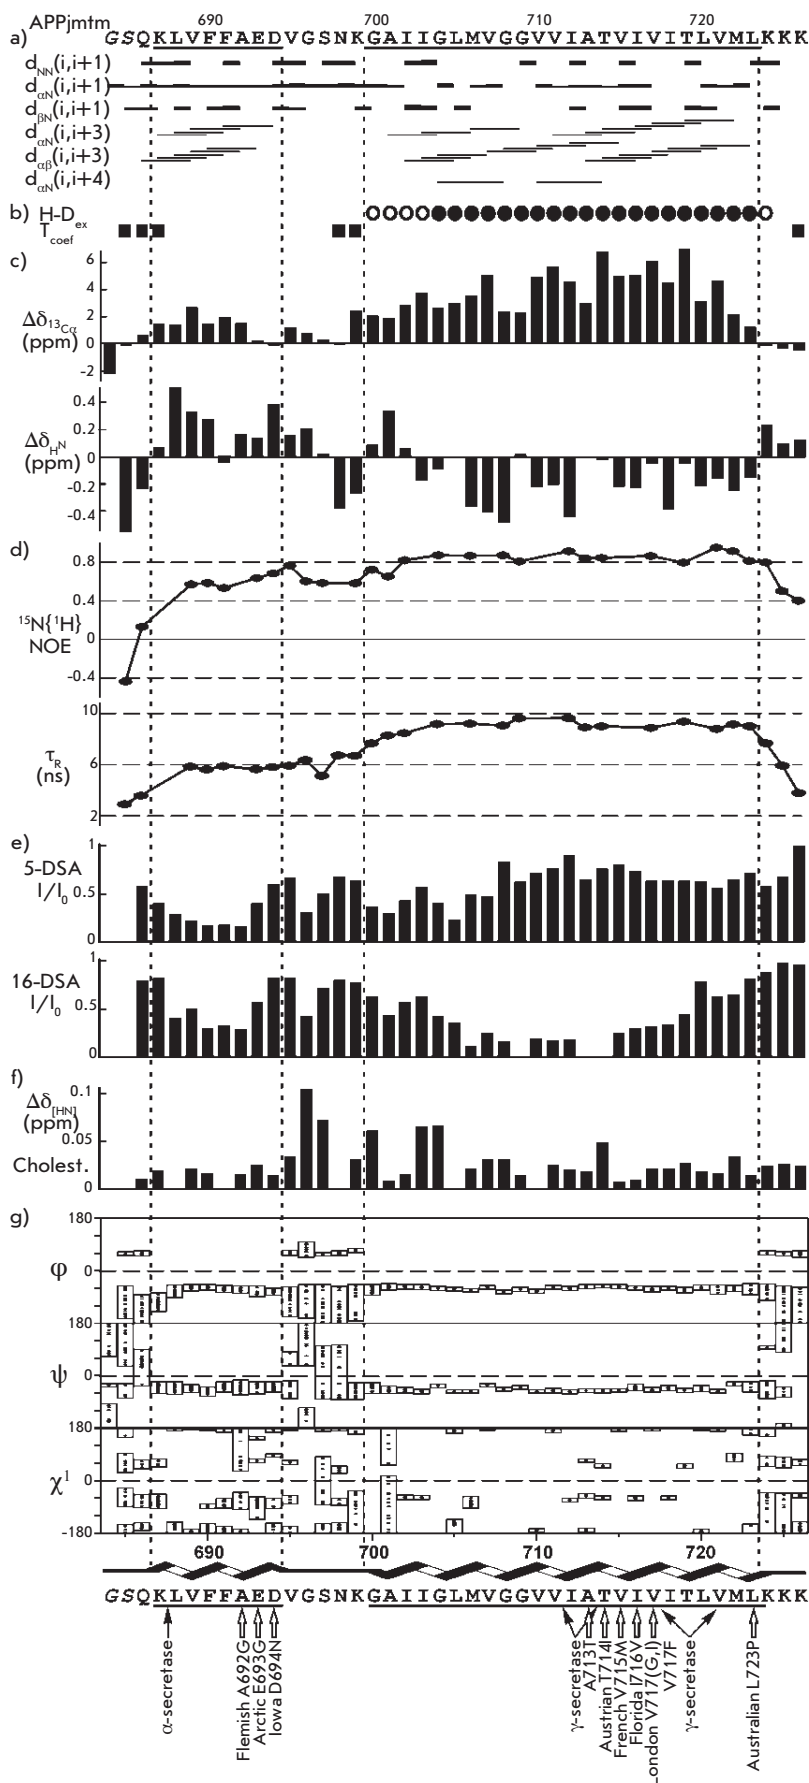 690 700 710 720
APPjmtm
a) GSQKLVFFAEDVGSNKGAIIGLMVGGVVIATVIVITLVMLKKK
dNN(i,i+1)
dαN(i,i+1)
dβN(i,i+1)
dαN(i,i+3)
dαβ(i,i+3)
dαN(i,i+4)
b) H-D ex
Tcoef
c) 6
4
Δδ13Cα 2
(ppm) 0
-2
0.4
ΔδHN 0.2
(ppm) 0
-0.2
-0.4
d) 0.8
0.4
15N{1H}
NOE 0
-0.4
10
τR 6
(ns)
2
e) 1
5-DSA
I/I0 0.5
0
1
16-DSA
I/I0 0.5
0
f) 0.1
Δδ[HN]
(ppm) 0.05
Cholest.
0
g) 180
φ 0
180
ψ 0
180
χ1 0
-180
690 700 710 720
GSQKLVFFAEDVGSNKGAIIGLMVGGVVIATVIVITLVMLKKK
α-secretase
Flemish A692G
Arctic E693G
Iowa D694N
γ-secretase
A713T
Austrian T714I
French V715M
Florida I716V
London V717(G,I)
V717F
γ-secretase
Australian L723P